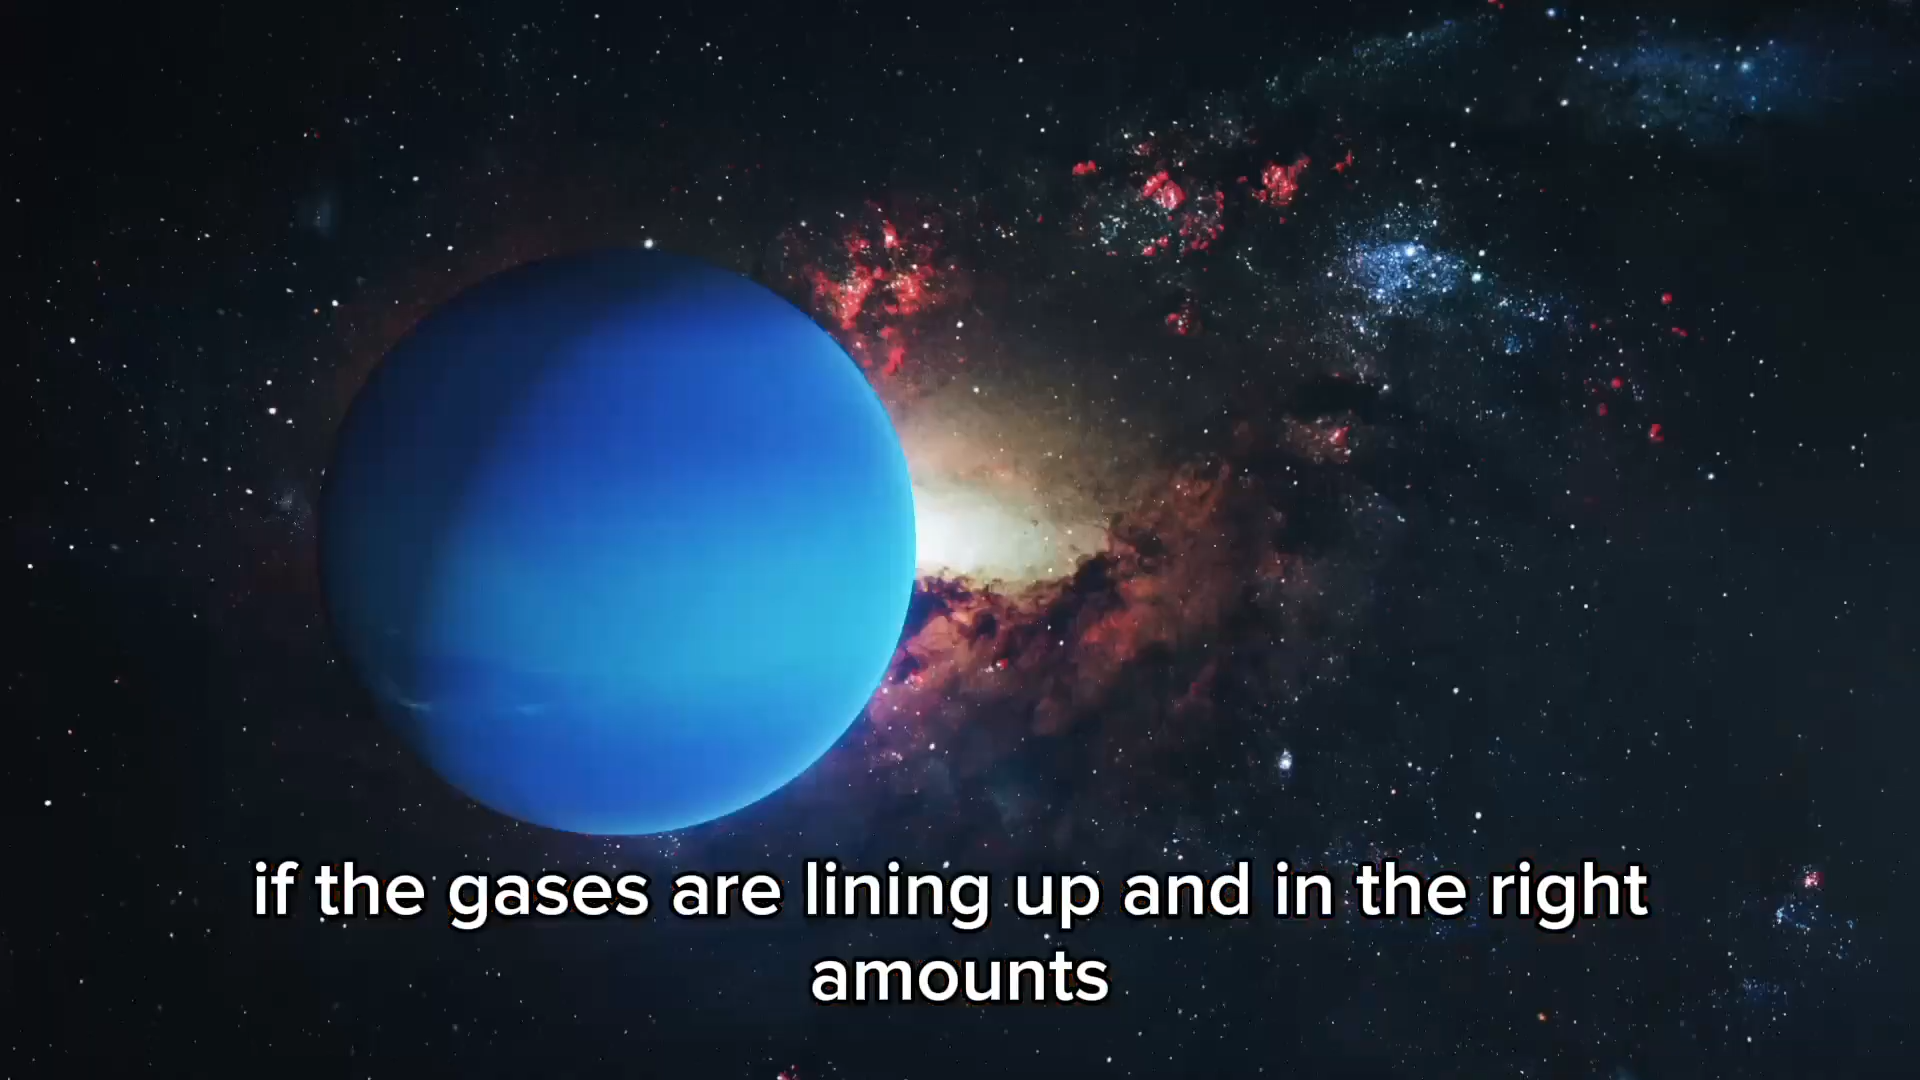 if the gases are lining up and in the right
amounts